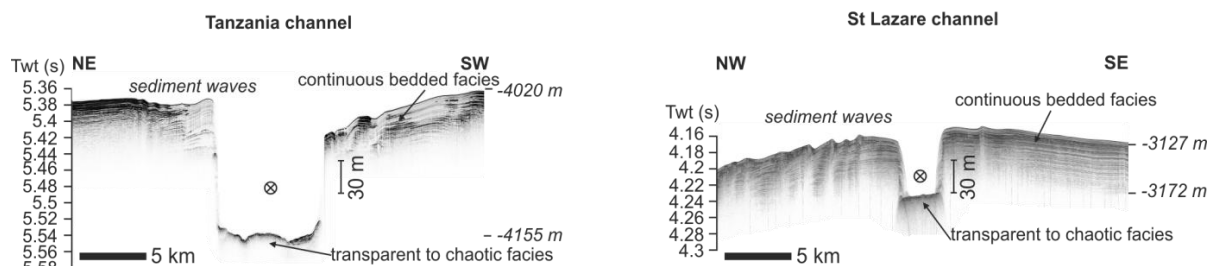 Tanzania channel
NE
SW
Twt (s)
sediment waves
continuous bedded facies
-4020 m
5.36
5.38
5.4
5.42
5.44
5.46
5.48
5.5
5.52
5.54
5.56
30 m
-4155 m
transparent to chaotic facies
5 km
St Lazare channel
NW
SE
Twt (s)
sediment waves
continuous bedded facies
4.16
4.18
4.2
4.22
4.24
4.26
4.28
4.3
-3127 m
30 m
-3172 m
transparent to chaotic facies
5 km